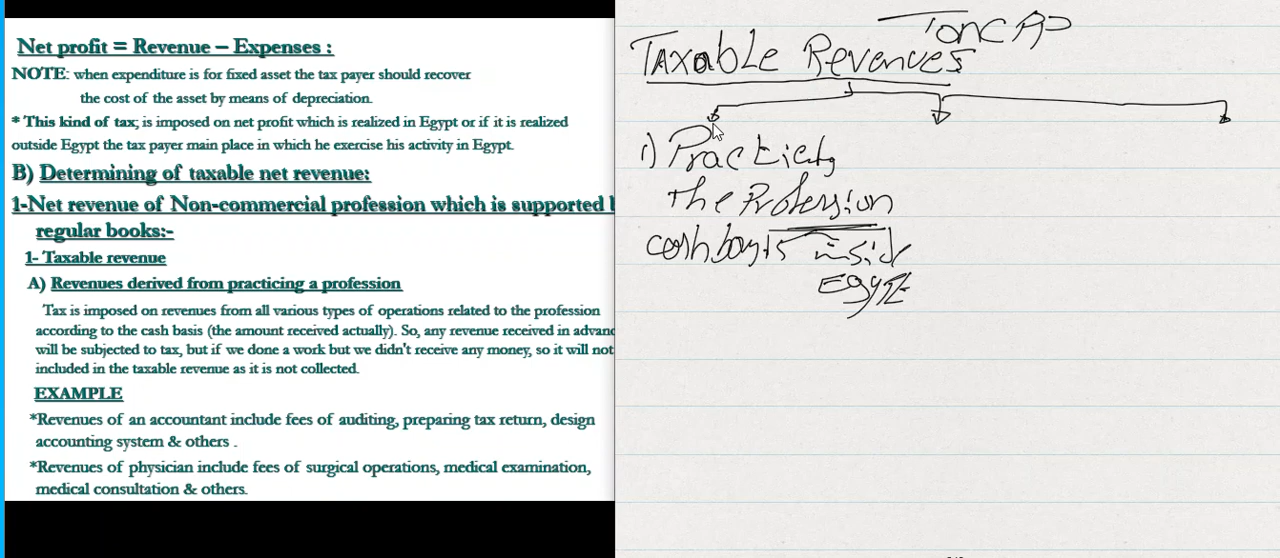 Net profit = Revenue – Expenses :
NOTE: when expenditure is for fixed asset the tax payer should recover
the cost of the asset by means of depreciation.
* This kind of tax; is imposed on net profit which is realized in Egypt or if it is realized
outside Egypt the tax payer main place in which he exercise his activity in Egypt.
B) Determining of taxable net revenue:
1-Net revenue of Non-commercial profession which is supported
regular books:-
1- Taxable revenue
A) Revenues derived from practicing a profession
Tax is imposed on revenues from all various types of operations related to the profession
according to the cash basis (the amount received actually). So, any revenue received in
will be subjected to tax, but if we done a work but we didn't receive any money, so it will not
included in the taxable revenue as it is not collected.
EXAMPLE
*Revenues of an accountant include fees of auditing, preparing tax return, design
accounting system & others .
*Revenues of physician include fees of surgical operations, medical examination,
medical consultation & others.
Taxable Revenues
1)
the Profession
cash basis inside
Egypt